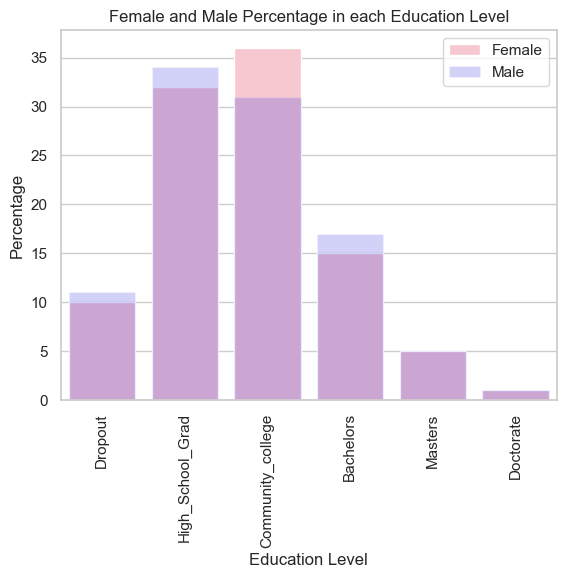 Female and Male Percentage in each Education Level
Female
Male
Percentage
35
30
25
20
15
10
5
0
Dropout
High_School_Grad
Community_college
Bachelors
Masters
Doctorate
Education Level